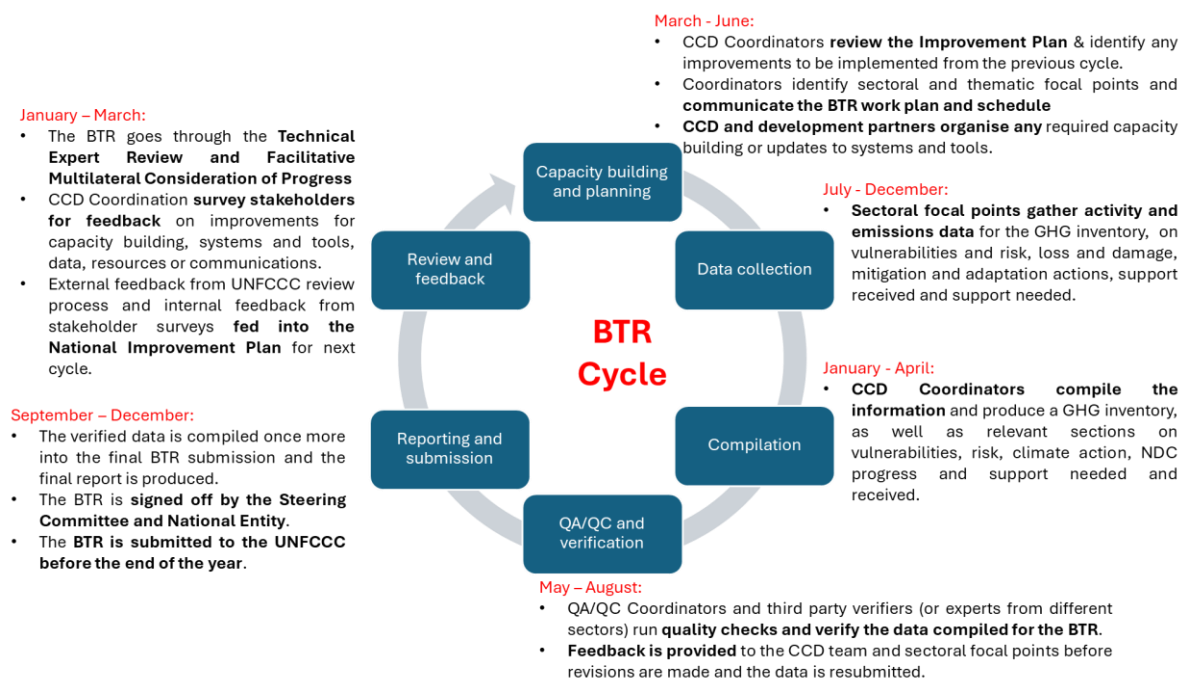 March - June:
• CCD Coordinators review the Improvement Plan & identify any
improvements to be implemented from the previous cycle.
• Coordinators identify sectoral and thematic focal points and
communicate the BTR work plan and schedule
• CCD and development partners organise any required capacity
building or updates to systems and tools.
Capacity building
and planning
July - December:
• Sectoral focal points gather activity and
emissions data for the GHG inventory, on
vulnerabilities and risk, loss and damage,
mitigation and adaptation actions, support
received and support needed.
Data collection
January - April:
• CCD Coordinators compile the
information and produce a GHG inventory,
as well as relevant sections on
vulnerabilities, risk, climate action, NDC
progress and support needed and
received.
Compilation
QA/QC and
verification
May – August:
• QA/QC Coordinators and third party verifiers (or experts from different
sectors) run quality checks and verify the data compiled for the BTR.
• Feedback is provided to the CCD team and sectoral focal points before
revisions are made and the data is resubmitted.
Reporting and
submission
September – December:
• The verified data is compiled once more
into the final BTR submission and the
final report is produced.
• The BTR is signed off by the Steering
Committee and National Entity.
• The BTR is submitted to the UNFCCC
before the end of the year.
Review and
feedback
January – March:
• The BTR goes through the Technical
Expert Review and Facilitative
Multilateral Consideration of Progress
• CCD Coordination survey stakeholders
for feedback on improvements for
capacity building, systems and tools,
data, resources or communications.
• External feedback from UNFCCC review
process and internal feedback from
stakeholder surveys fed into the
National Improvement Plan for next
cycle.
BTR
Cycle